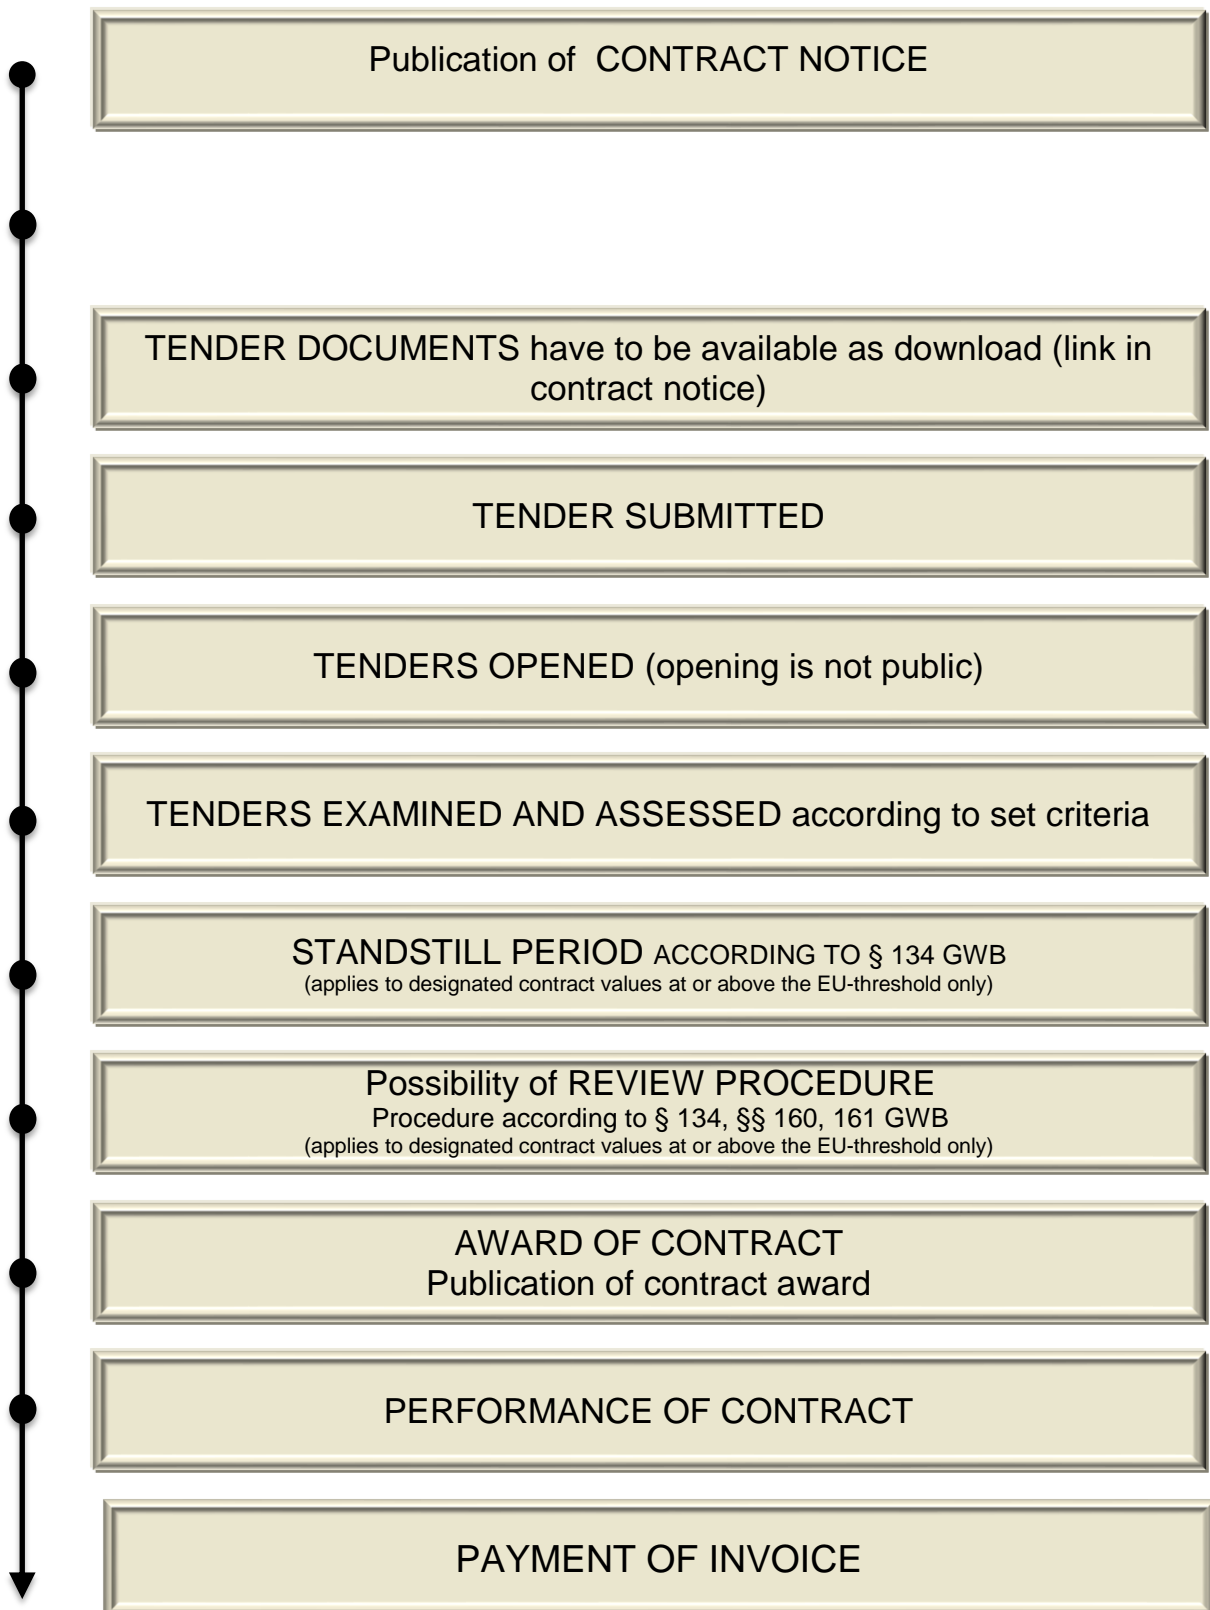 Publication of  CONTRACT NOTICE
TENDER DOCUMENTS have to be available as download (link in
contract notice)
TENDER SUBMITTED
TENDERS OPENED (opening is not public)
TENDERS EXAMINED AND ASSESSED according to set criteria
STANDSTILL PERIOD ACCORDING TO § 134 GWB
(applies to designated contract values at or above the EU-threshold only)
Possibility of REVIEW PROCEDURE
Procedure according to § 134, §§ 160, 161 GWB
(applies to designated contract values at or above the EU-threshold only)
AWARD OF CONTRACT
Publication of contract award
PERFORMANCE OF CONTRACT
PAYMENT OF INVOICE